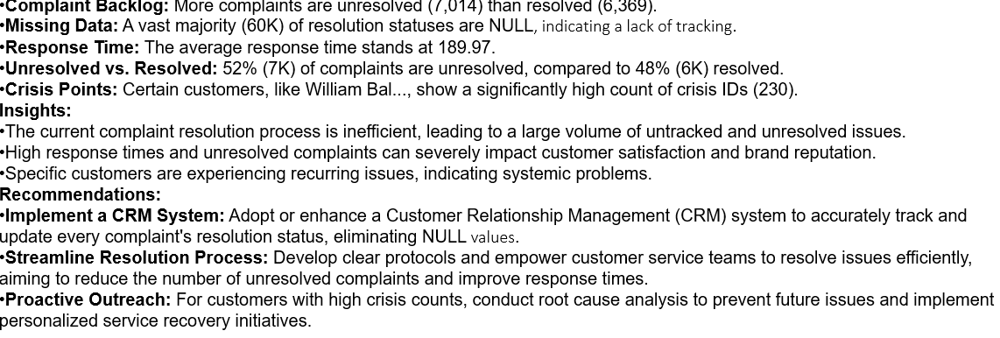 •Complaint Backlog: More complaints are unresolved (7,014) than resolved (6,369).
•Missing Data: A vast majority (60K) of resolution statuses are NULL, indicating a lack of tracking.
•Response Time: The average response time stands at 189.97.
•Unresolved vs. Resolved: 52% (7K) of complaints are unresolved, compared to 48% (6K) resolved.
•Crisis Points: Certain customers, like William Bal..., show a significantly high count of crisis IDs (230).
Insights:
•The current complaint resolution process is inefficient, leading to a large volume of untracked and unresolved issues.
•High response times and unresolved complaints can severely impact customer satisfaction and brand reputation.
•Specific customers are experiencing recurring issues, indicating systemic problems.
Recommendations:
•Implement a CRM System: Adopt or enhance a Customer Relationship Management (CRM) system to accurately track and
update every complaint's resolution status, eliminating NULL values.
•Streamline Resolution Process: Develop clear protocols and empower customer service teams to resolve issues efficiently,
aiming to reduce the number of unresolved complaints and improve response times.
•Proactive Outreach: For customers with high crisis counts, conduct root cause analysis to prevent future issues and implement
personalized service recovery initiatives.